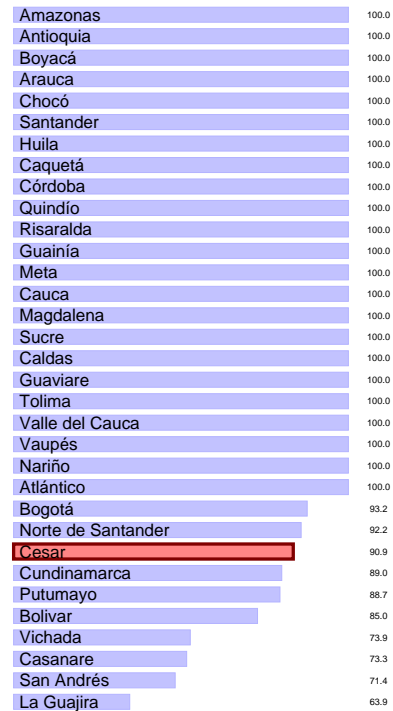 Amazonas 100.0
Antioquia 100.0
Boyacá 100.0
Arauca 100.0
Chocó 100.0
Santander 100.0
Huila 100.0
Caquetá 100.0
Córdoba 100.0
Quindío 100.0
Risaralda 100.0
Guainía 100.0
Meta 100.0
Cauca 100.0
Magdalena 100.0
Sucre 100.0
Caldas 100.0
Guaviare 100.0
Tolima 100.0
Valle del Cauca 100.0
Vaupés 100.0
Nariño 100.0
Atlántico 100.0
Bogotá 93.2
Norte de Santander 92.2
Cesar 90.9
Cundinamarca 89.0
Putumayo 88.7
Bolivar 85.0
Vichada 73.9
Casanare 73.3
San Andrés 71.4
La Guajira 63.9